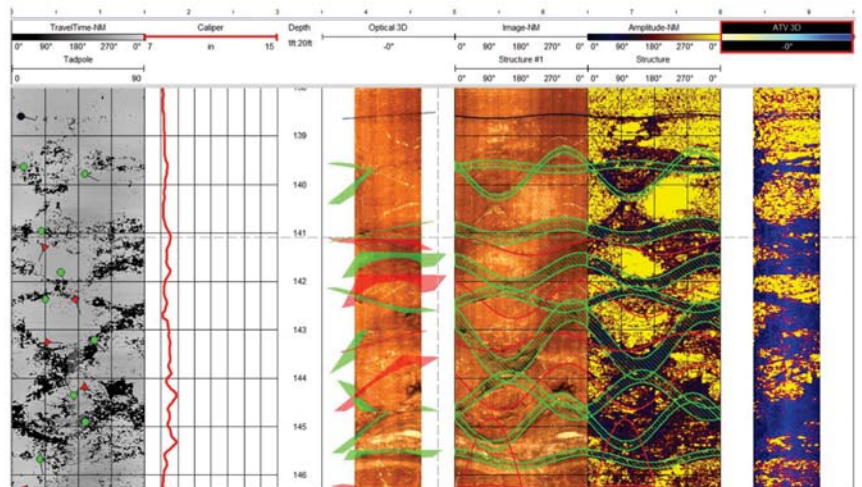 1 2 3 4 5 6 7 8 9
TravelTime-NM Caliper Depth Optical 3D Image-NM Amplitude-NM ATV 3D
0° 90° 180° 270° 0° 7 in 15 1ft:20ft -0° 0° 90° 180° 270° 0° 0° 90° 180° 270° 0° -0°
Tadpole Structure #1 Structure
0 90 0° 90° 180° 270° 0° 0° 90° 180° 270° 0°
139
140
141
142
143
144
145
146